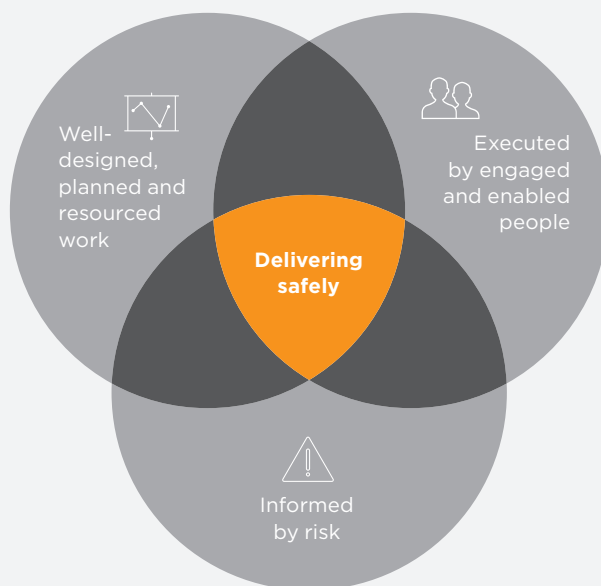 Well-
designed,
planned and
resourced
work
Executed
by engaged
and enabled
people
Delivering
safely
Informed
by risk